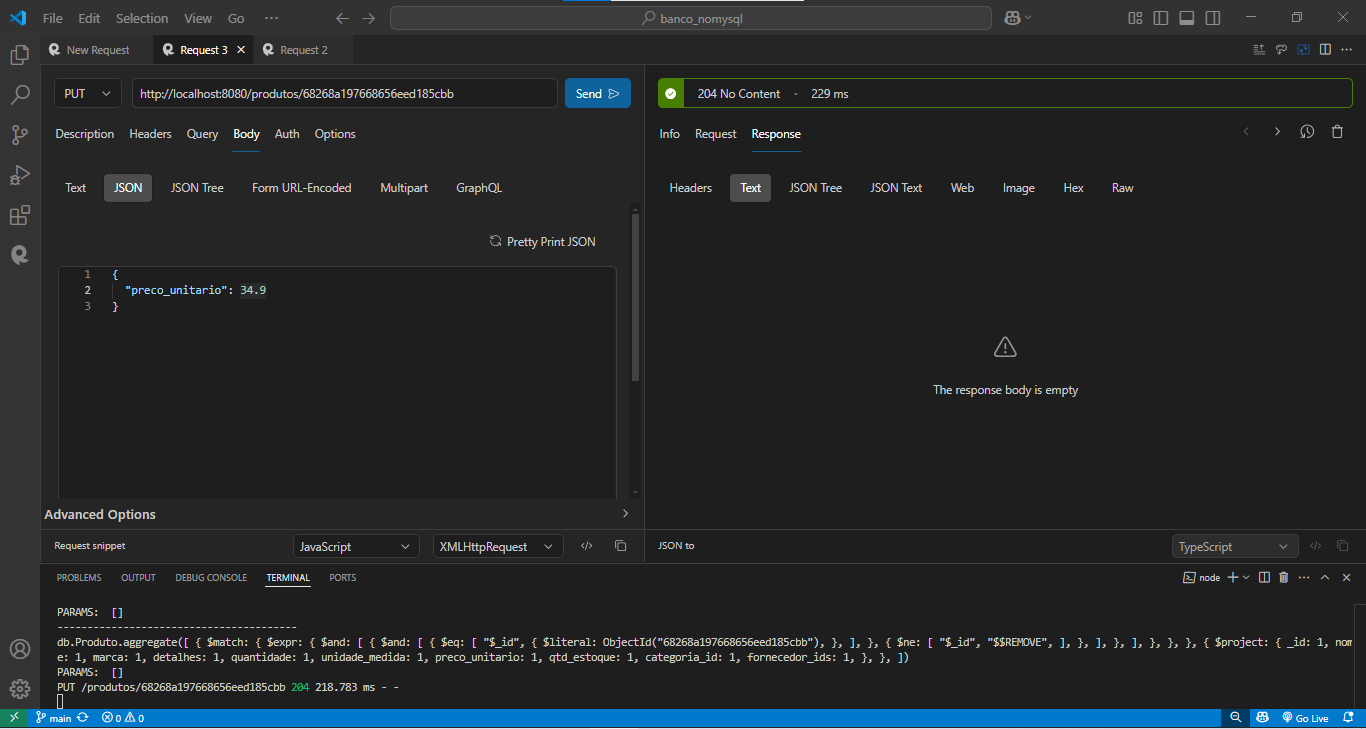 File Edit Selection View Go ··· banco_nomysql
New Request Request 3 Request 2
PUT http://localhost:8080/produtos/68268a197668656eed185cbb Send
204 No Content - 229 ms
Description Headers Query Body Auth Options
Info Request Response
Text JSON JSON Tree Form URL-Encoded Multipart GraphQL
Headers Text JSON Tree JSON Text Web Image Hex Raw
Pretty Print JSON
1 {
2 "preco_unitario": 34.9
3 }
The response body is empty
Advanced Options
Request snippet JavaScript XMLHttpRequest
JSON to TypeScript
PROBLEMS OUTPUT DEBUG CONSOLE TERMINAL PORTS node
PARAMS: []
----------------------------------------
db.Produto.aggregate([ { $match: { $expr: { $and: [ { $and: [ { $eq: [ "$_id", { $literal: ObjectId("68268a197668656eed185cbb"), }, ], }, { $ne: [ "$_id", "$$REMOVE", ], }, ], }, ], }, }, }, { $project: { _id: 1, nom
e: 1, marca: 1, detalhes: 1, quantidade: 1, unidade_medida: 1, preco_unitario: 1, qtd_estoque: 1, categoria_id: 1, fornecedor_ids: 1, }, }, ])
PARAMS: []
PUT /produtos/68268a197668656eed185cbb 204 218.783 ms - -
main 0 0 Go Live